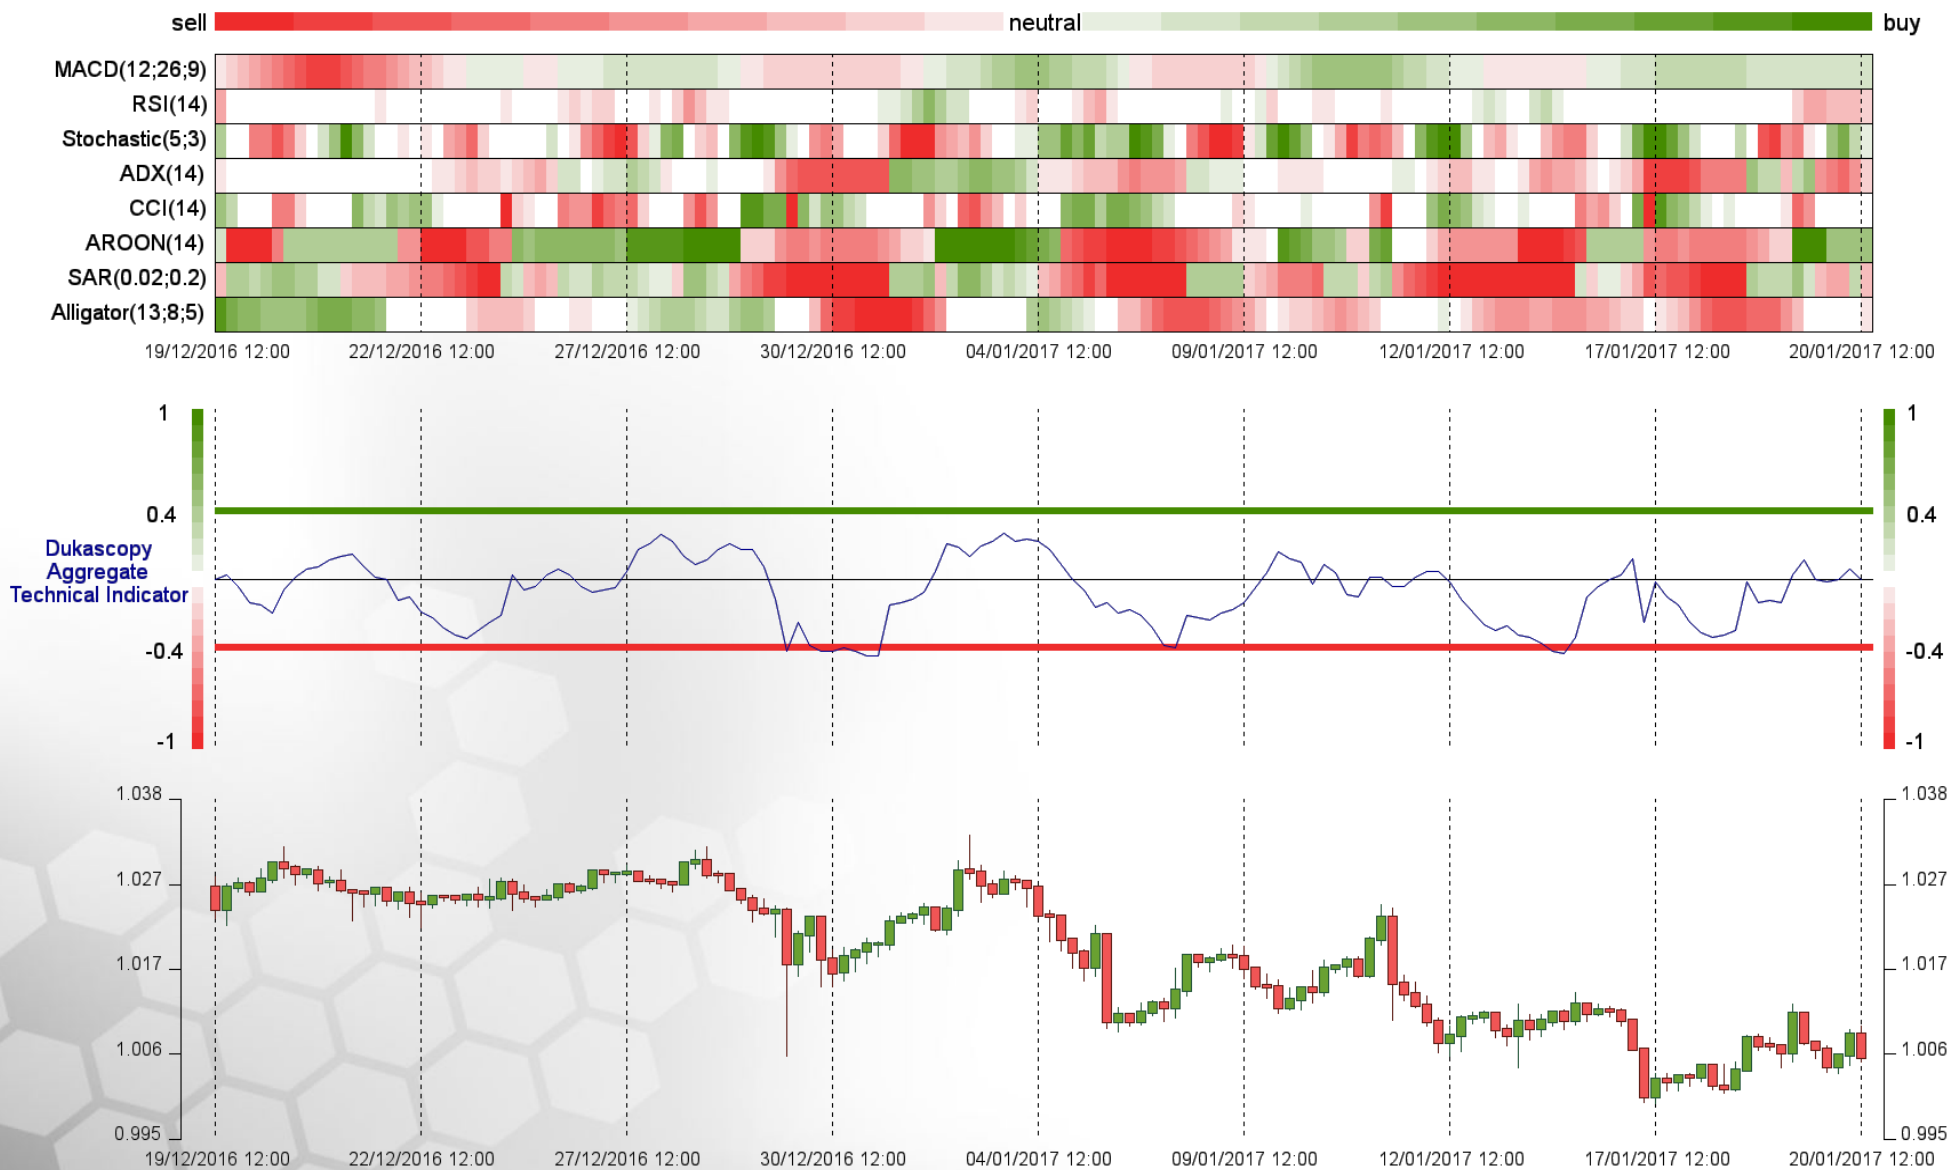 sell neutral buy
MACD(12;26;9)
RSI(14)
Stochastic(5;3)
ADX(14)
CCI(14)
AROON(14)
SAR(0.02;0.2)
Alligator(13;8;5)
19/12/2016 12:00 22/12/2016 12:00 27/12/2016 12:00 30/12/2016 12:00 04/01/2017 12:00 09/01/2017 12:00 12/01/2017 12:00 17/01/2017 12:00 20/01/2017 12:00
1 1
0.4 0.4
Dukascopy
Aggregate
Technical Indicator
-0.4 -0.4
-1 -1
1.038 1.038
1.027 1.027
1.017 1.017
1.006 1.006
0.995 0.995
19/12/2016 12:00 22/12/2016 12:00 27/12/2016 12:00 30/12/2016 12:00 04/01/2017 12:00 09/01/2017 12:00 12/01/2017 12:00 17/01/2017 12:00 20/01/2017 12:00